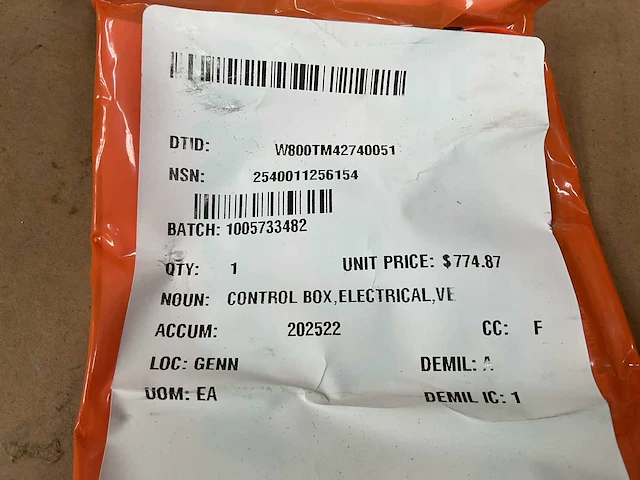 DTID: W800TM42740051
NSN: 2540011256154
BATCH: 1005733482
QTY: 1 UNIT PRICE: $774.87
NOUN: CONTROL BOX,ELECTRICAL,VE
ACCUM: 202522 CC: F
LOC: GENN DEMIL: A
UOM: EA DEMIL IC: 1